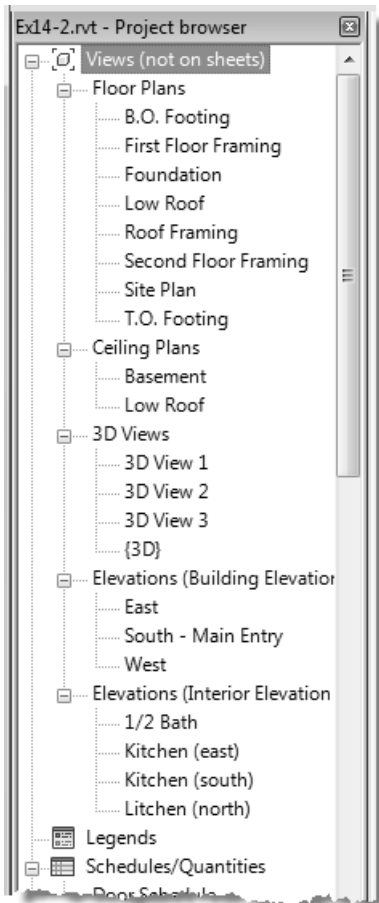 Ex14-2.rvt - Project browser
Views (not on sheets)
Floor Plans
B.O. Footing
First Floor Framing
Foundation
Low Roof
Roof Framing
Second Floor Framing
Site Plan
T.O. Footing
Ceiling Plans
Basement
Low Roof
3D Views
3D View 1
3D View 2
3D View 3
{3D}
Elevations (Building Elevation
East
South - Main Entry
West
Elevations (Interior Elevation
1/2 Bath
Kitchen (east)
Kitchen (south)
Litchen (north)
Legends
Schedules/Quantities
Door Schedule